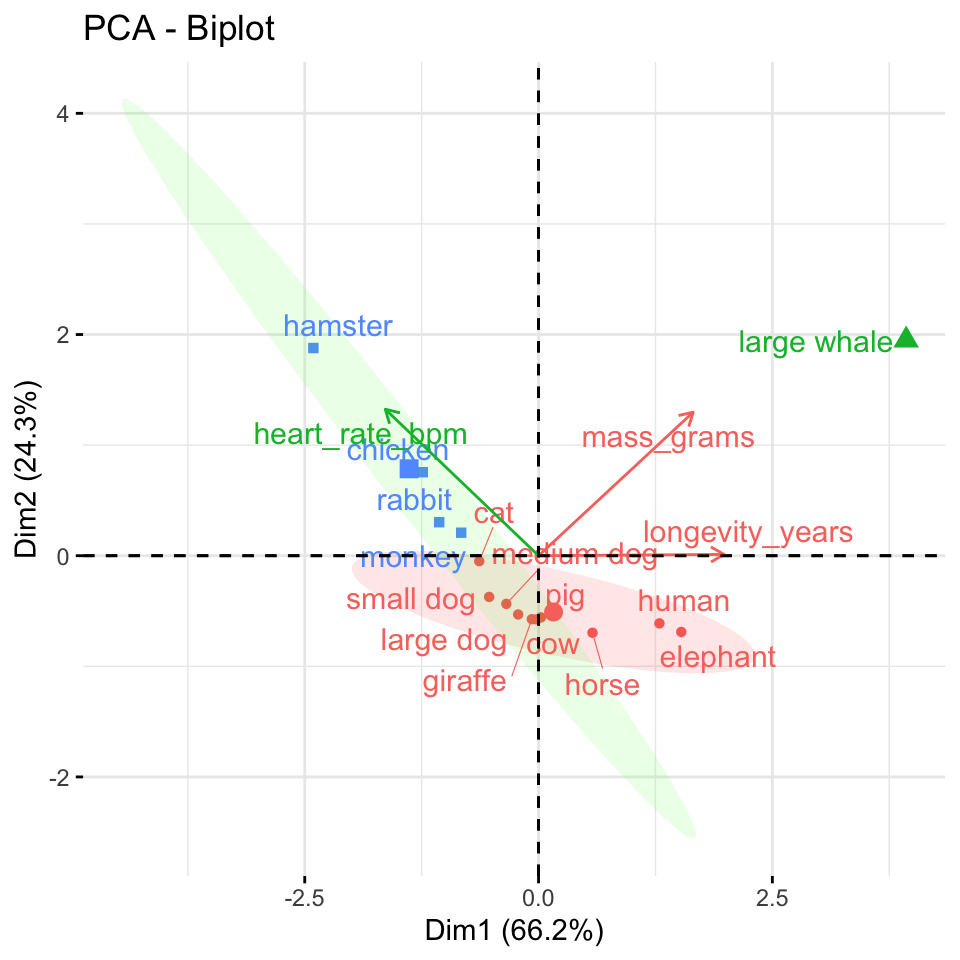 PCA - Biplot
4
2
0
-2
Dim2 (24.3%)
hamster
large whale
heart_rate_bpm
mass_grams
chicken
rabbit
cat
longevity_years
monkey
medium dog
small dog
pig
human
large dog
cow
elephant
giraffe
horse
-2.5
0.0
2.5
Dim1 (66.2%)